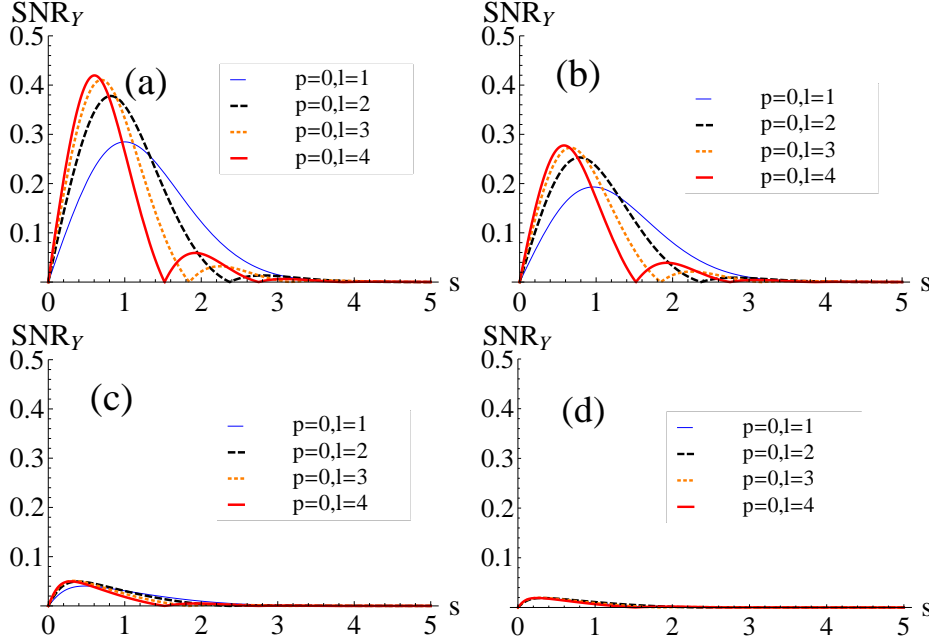 SNR_Y
0.5
0.4
0.3
0.2
0.1
0 1 2 3 4 5 s
(a)
p=0,l=1
p=0,l=2
p=0,l=3
p=0,l=4
SNR_Y
0.5
0.4
0.3
0.2
0.1
0 1 2 3 4 5 s
(b)
p=0,l=1
p=0,l=2
p=0,l=3
p=0,l=4
SNR_Y
0.5
0.4
0.3
0.2
0.1
0 1 2 3 4 5 s
(c)
p=0,l=1
p=0,l=2
p=0,l=3
p=0,l=4
SNR_Y
0.5
0.4
0.3
0.2
0.1
0 1 2 3 4 5 s
(d)
p=0,l=1
p=0,l=2
p=0,l=3
p=0,l=4